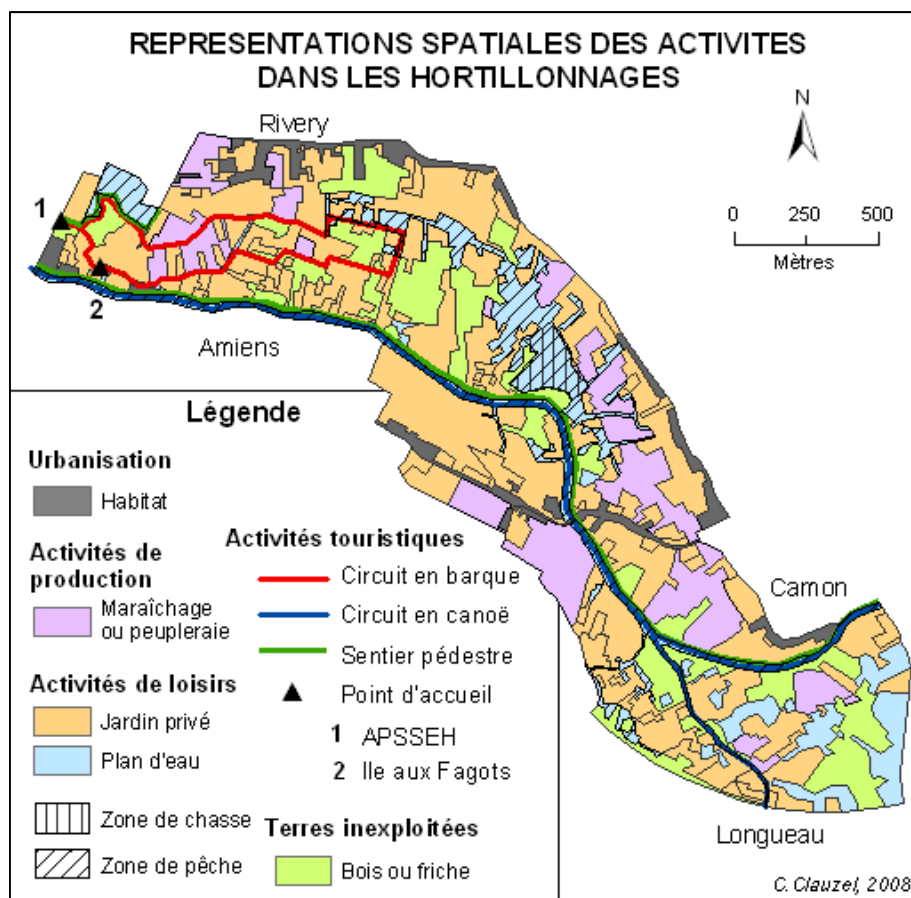 REPRESENTATIONS SPATIALES DES ACTIVITES
DANS LES HORTILLONNAGES
Rivery
N
1
0 250 500
Mètres
2
Amiens
Légende
Urbanisation
Habitat
Activités de
production
Maraîchage
ou peupleraie
Activités de loisirs
Jardin privé
Plan d'eau
Zone de chasse
Zone de pêche
Activités touristiques
Circuit en barque
Circuit en canoë
Sentier pédestre
Point d'accueil
1 APSSEH
2 Ile aux Fagots
Terres inexploitées
Bois ou friche
Camon
Longueau
C. Clauzel, 2008